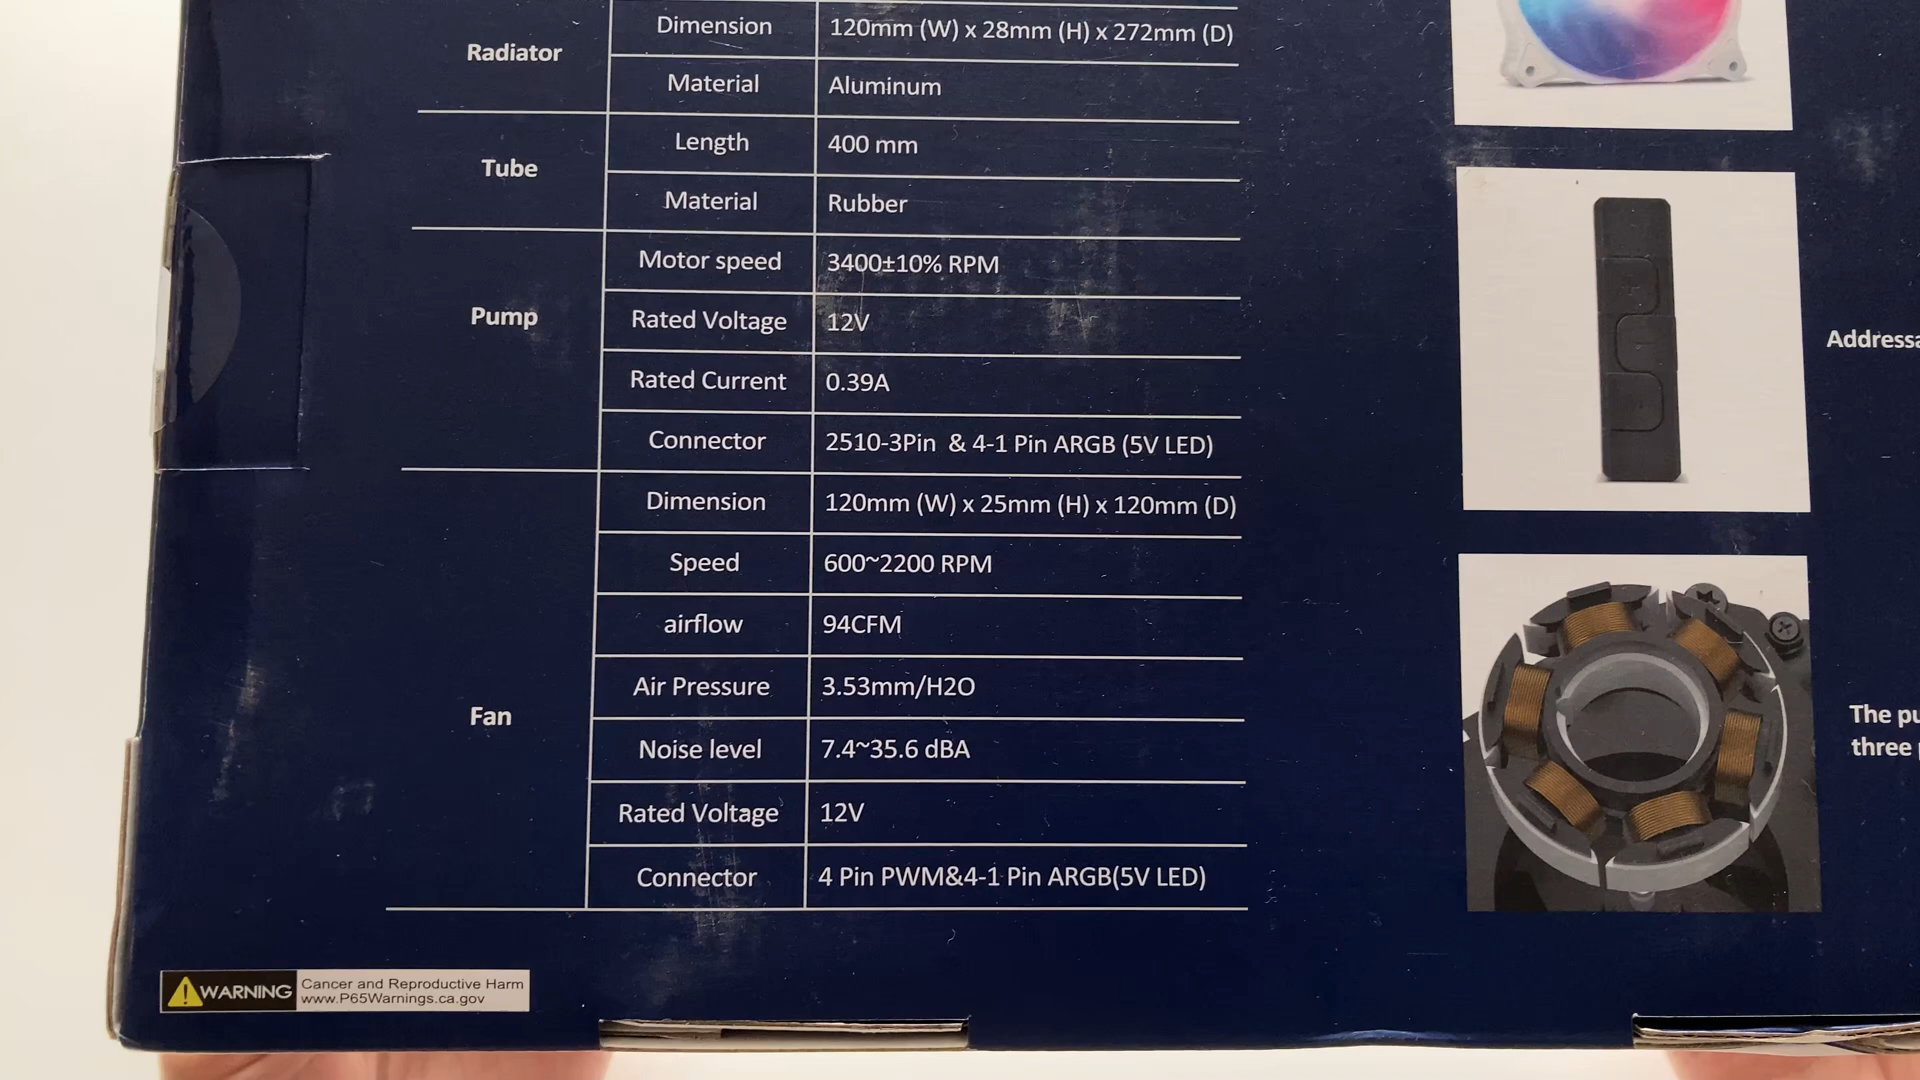 Radiator
Dimension 120mm (W) x 28mm (H) x 272mm (D)
Material Aluminum
Tube
Length 400 mm
Material Rubber
Pump
Motor speed 3400±10% RPM
Rated Voltage 12V
Rated Current 0.39A
Connector 2510-3Pin & 4-1 Pin ARGB (5V LED)
Fan
Dimension 120mm (W) x 25mm (H) x 120mm (D)
Speed 600~2200 RPM
airflow 94CFM
Air Pressure 3.53mm/H2O
Noise level 7.4~35.6 dBA
Rated Voltage 12V
Connector 4 Pin PWM&4-1 Pin ARGB(5V LED)
WARNING
Cancer and Reproductive Harm
www.P65Warnings.ca.gov
The
three